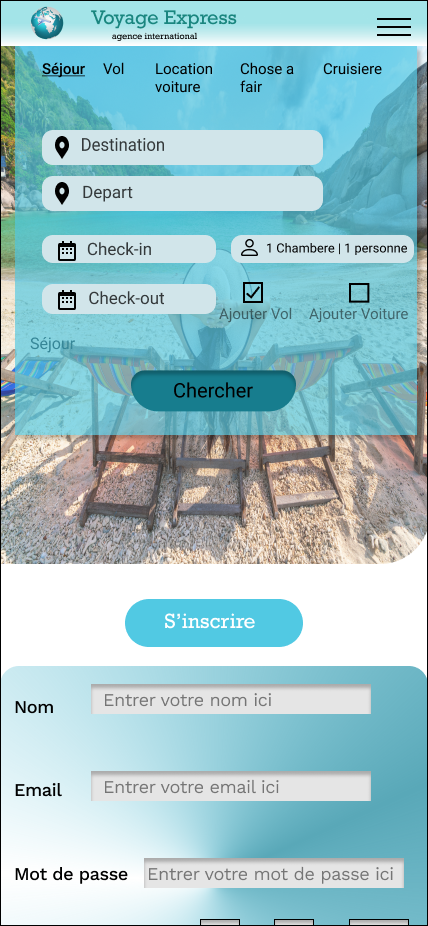 Voyage Express
agence international
Séjour Vol Location Chose a Cruisiere
voiture fair
Destination
Depart
Check-in
1 Chambere | 1 personne
Check-out
Ajouter Vol Ajouter Voiture
Séjour
Chercher
S'inscrire
Nom Entrer votre nom ici
Email Entrer votre email ici
Mot de passe Entrer votre mot de passe ici